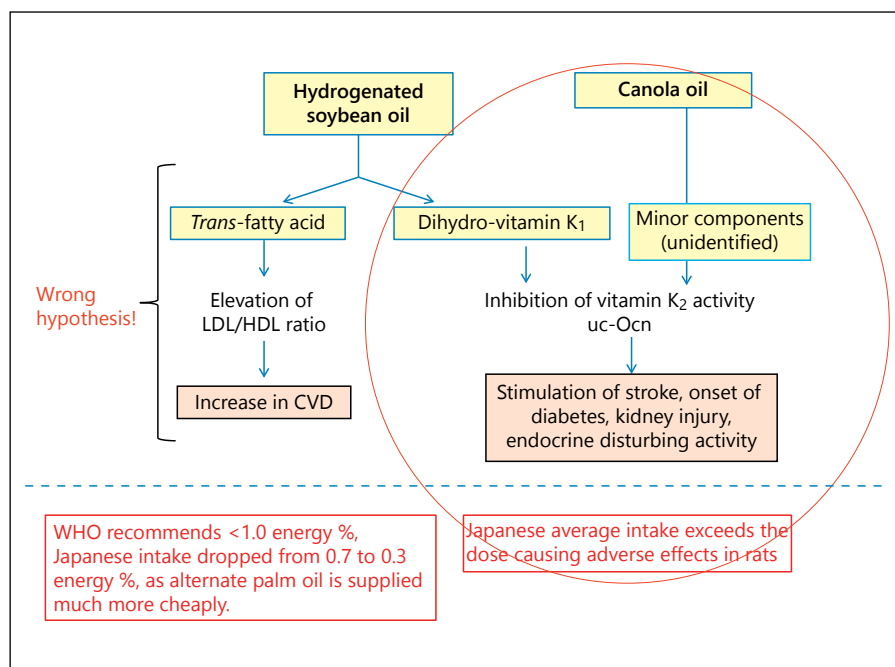 Hydrogenated
soybean oil
Canola oil
Trans-fatty acid
Dihydro-vitamin K₁
Minor components
(unidentified)
Wrong
hypothesis!
Elevation of
LDL/HDL ratio
Inhibition of vitamin K₂ activity
uc-Ocn
Increase in CVD
Stimulation of stroke, onset of
diabetes, kidney injury,
endocrine disturbing activity
WHO recommends <1.0 energy %,
Japanese intake dropped from 0.7 to 0.3
energy %, as alternate palm oil is supplied
much more cheaply.
Japanese average intake exceeds the
dose causing adverse effects in rats